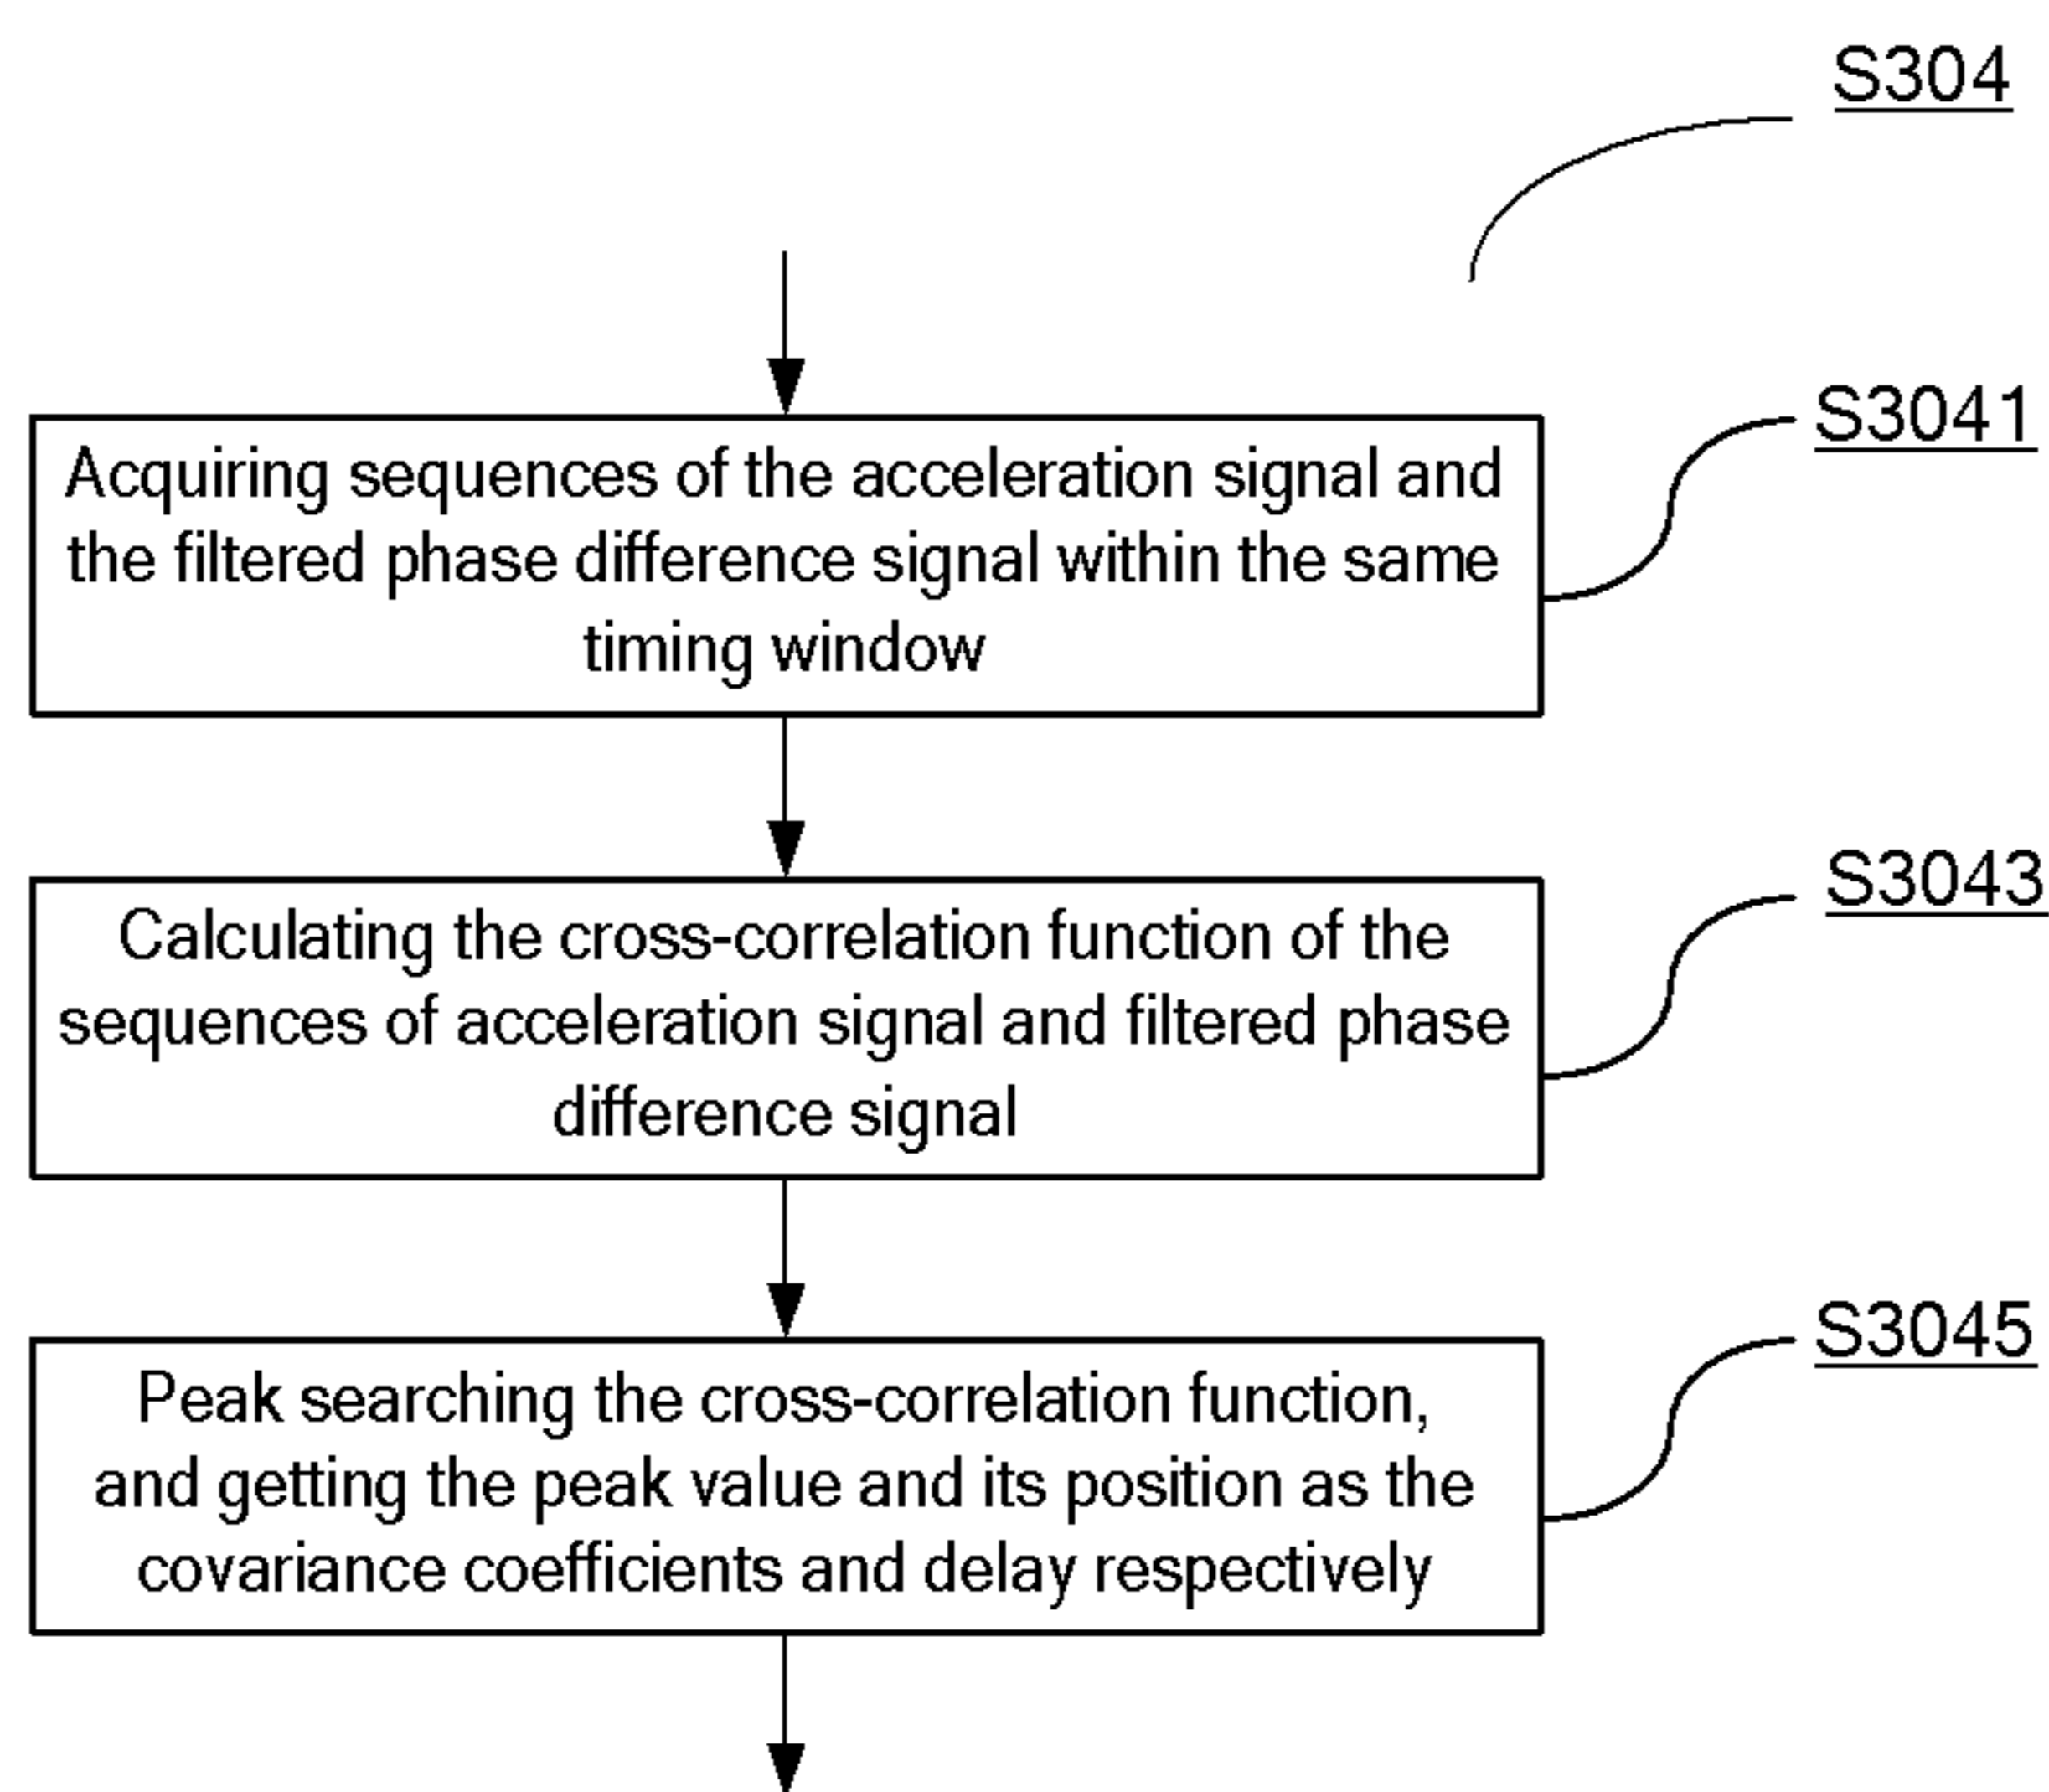 S304
S3041
Acquiring sequences of the acceleration signal and
the filtered phase difference signal within the same
timing window
S3043
Calculating the cross-correlation function of the
sequences of acceleration signal and filtered phase
difference signal
S3045
Peak searching the cross-correlation function,
and getting the peak value and its position as the
covariance coefficients and delay respectively